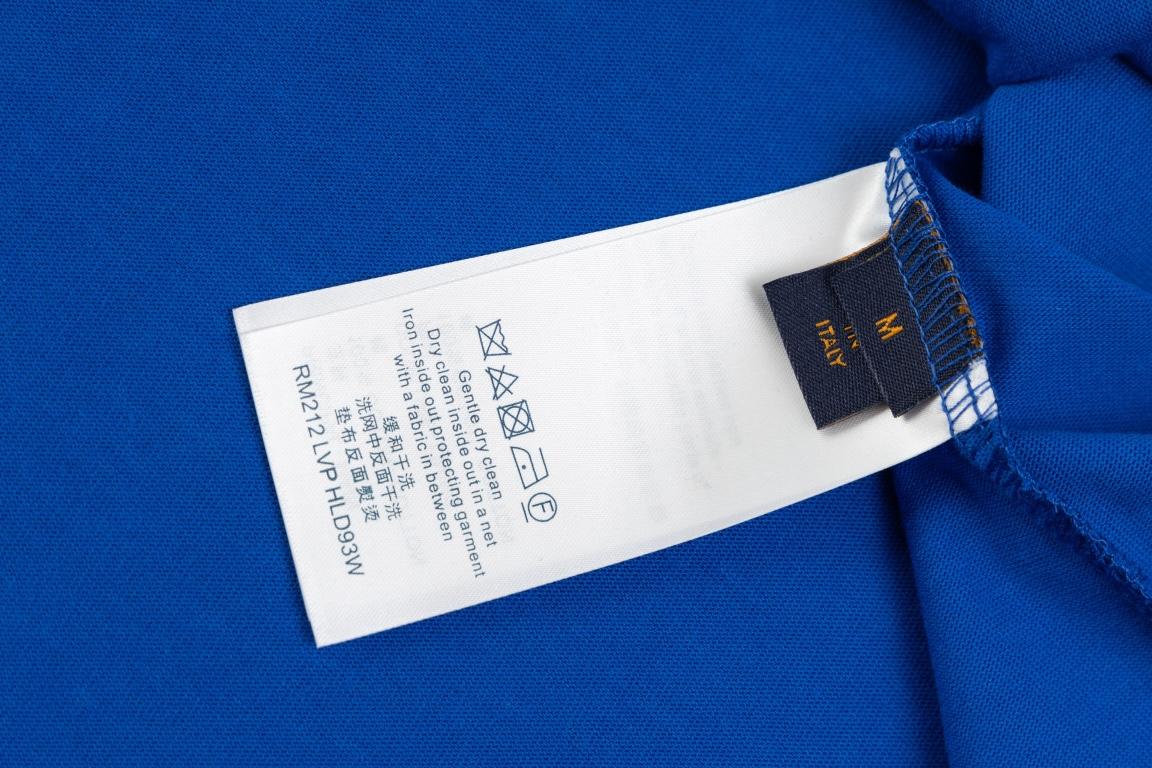 Gentle dry clean
Dry clean inside out in a net
Iron inside out protecting garment
with a fabric in between
缓和干洗
洗网中反面干洗
垫布反面熨烫
RM212 LVP HLD93W
F
M
IN
ITALY